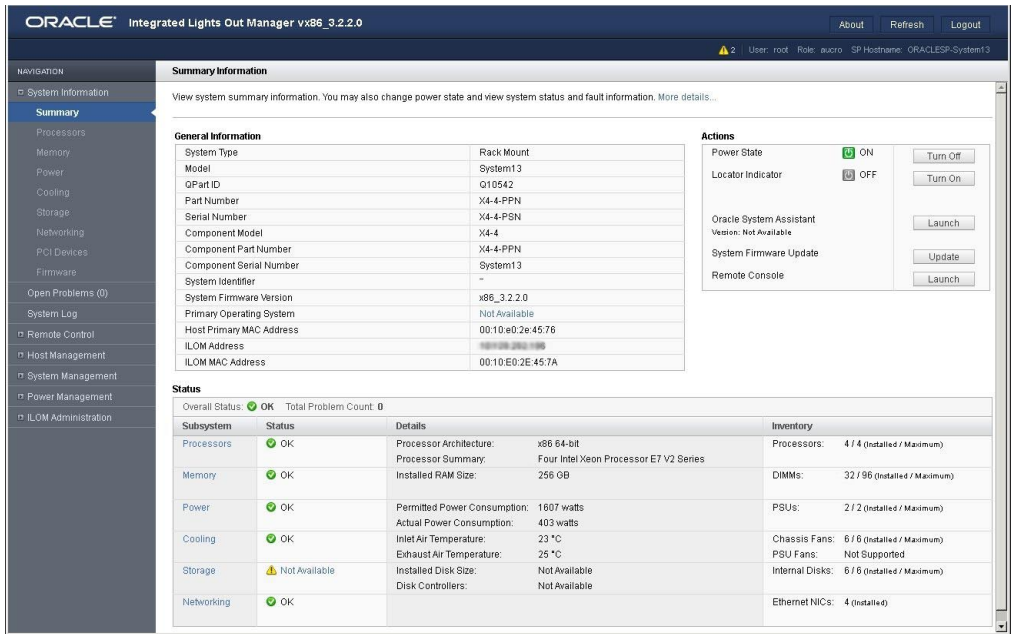 ORACLE® Integrated Lights Out Manager vx86_3.2.2.0
About Refresh Logout
2 User: root Role: aucro SP Hostname: ORACLESP-System13
NAVIGATION
System Information
Summary
Processors
Memory
Power
Cooling
Storage
Networking
PCI Devices
Firmware
Open Problems (0)
System Log
Remote Control
Host Management
System Management
Power Management
ILOM Administration
Summary Information
View system summary information. You may also change power state and view system status and fault information. More details...
General Information
System Type Rack Mount
Model System13
QPart ID Q10542
Part Number X4-4-PPN
Serial Number X4-4-PSN
Component Model X4-4
Component Part Number X4-4-PPN
Component Serial Number System13
System Identifier -
System Firmware Version x86_3.2.2.0
Primary Operating System Not Available
Host Primary MAC Address 00:10:e0:2e:45:76
ILOM Address
ILOM MAC Address 00:10:E0:2E:45:7A
Actions
Power State ON Turn Off
Locator Indicator OFF Turn On
Oracle System Assistant Launch
Version: Not Available
System Firmware Update Update
Remote Console Launch
Status
Overall Status: OK Total Problem Count: 0
Subsystem Status Details Inventory
Processors OK Processor Architecture: x86 64-bit Processors: 4 / 4 (Installed / Maximum)
Processor Summary: Four Intel Xeon Processor E7 V2 Series
Memory OK Installed RAM Size: 256 GB DIMMs: 32 / 96 (Installed / Maximum)
Power OK Permitted Power Consumption: 1607 watts PSUs: 2 / 2 (Installed / Maximum)
Actual Power Consumption: 403 watts
Cooling OK Inlet Air Temperature: 23 °C Chassis Fans: 6 / 6 (Installed / Maximum)
Exhaust Air Temperature: 25 °C PSU Fans: Not Supported
Storage Not Available Installed Disk Size: Not Available Internal Disks: 6 / 6 (Installed / Maximum)
Disk Controllers: Not Available
Networking OK Ethernet NICs: 4 (Installed)